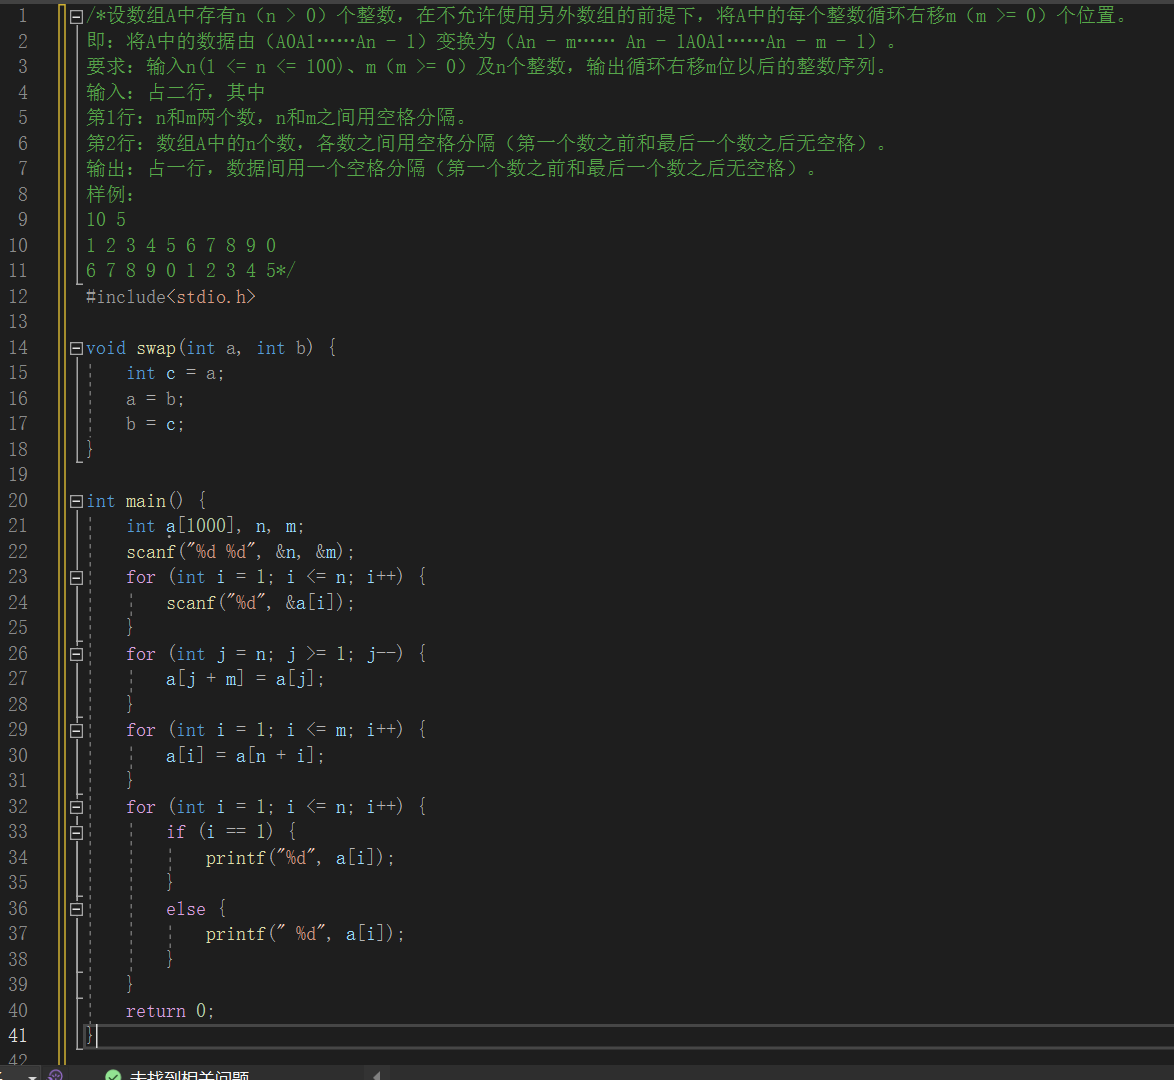 1 /*设数组A中存有n（n > 0）个整数，在不允许使用另外数组的前提下，将A中的每个整数循环右移m（m >= 0）个位置。
2 即：将A中的数据由（A0A1……An - 1）变换为（An - m…… An - 1A0A1……An - m - 1）。
3 要求：输入n(1 <= n <= 100)、m（m >= 0）及n个整数，输出循环右移m位以后的整数序列。
4 输入：占二行，其中
5 第1行：n和m两个数，n和m之间用空格分隔。
6 第2行：数组A中的n个数，各数之间用空格分隔（第一个数之前和最后一个数之后无空格）。
7 输出：占一行，数据间用一个空格分隔（第一个数之前和最后一个数之后无空格）。
8 样例：
9 10 5
10 1 2 3 4 5 6 7 8 9 0
11 6 7 8 9 0 1 2 3 4 5*/
12 #include<stdio.h>
13
14 void swap(int a, int b) {
15 int c = a;
16 a = b;
17 b = c;
18 }
19
20 int main() {
21 int a[1000], n, m;
22 scanf("%d %d", &n, &m);
23 for (int i = 1; i <= n; i++) {
24 scanf("%d", &a[i]);
25 }
26 for (int j = n; j >= 1; j--) {
27 a[j + m] = a[j];
28 }
29 for (int i = 1; i <= m; i++) {
30 a[i] = a[n + i];
31 }
32 for (int i = 1; i <= n; i++) {
33 if (i == 1) {
34 printf("%d", a[i]);
35 }
36 else {
37 printf(" %d", a[i]);
38 }
39 }
40 return 0;
41 }
42
未找到相关问题